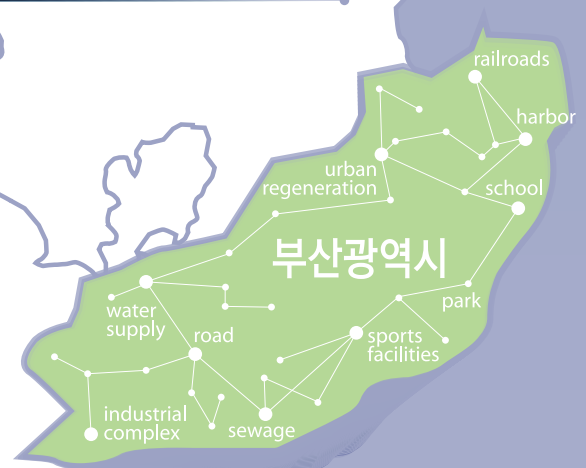 railroads
harbor
urban
regeneration
school
부산광역시
park
water
supply
road
sports
facilities
industrial
complex
sewage